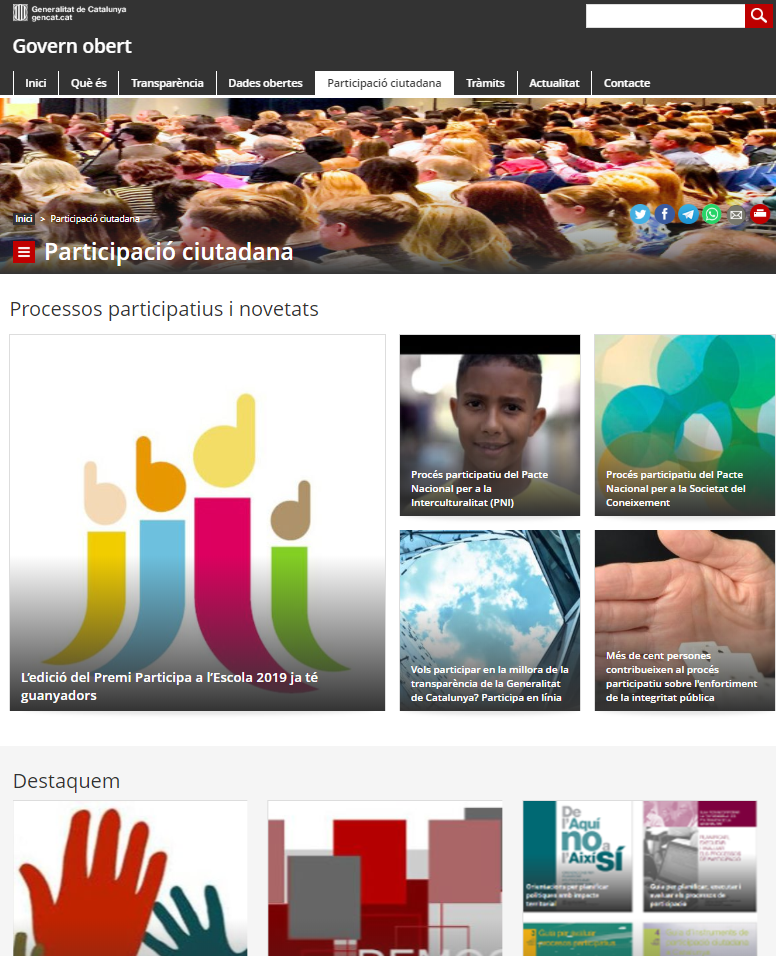 Generalitat de Catalunya
gencat.cat
Govern obert
Inici
Què és
Transparència
Dades obertes
Participació ciutadana
Tràmits
Actualitat
Contacte
Inici > Participació ciutadana
Participació ciutadana
Processos participatius i novetats
L'edició del Premi Participa a l'Escola 2019 ja té
guanyadors
Procés participatiu del Pacte
Nacional per a la
Interculturalitat (PNI)
Procés participatiu del Pacte
Nacional per a la Societat del
Coneixement
Vols participar en la millora de la
transparència de la Generalitat
de Catalunya? Participa en línia
Més de cent persones
contribueixen al procés
participatiu sobre l'enfortiment
de la integritat pública
Destaquem
De
l'Aquí
no a
l'Així SÍ
Orientacions per planificar
polítiques amb impacte
territorial
Guia per planificar, executar i
avaluar els processos de
participació
Guia per avaluar
processos participatius